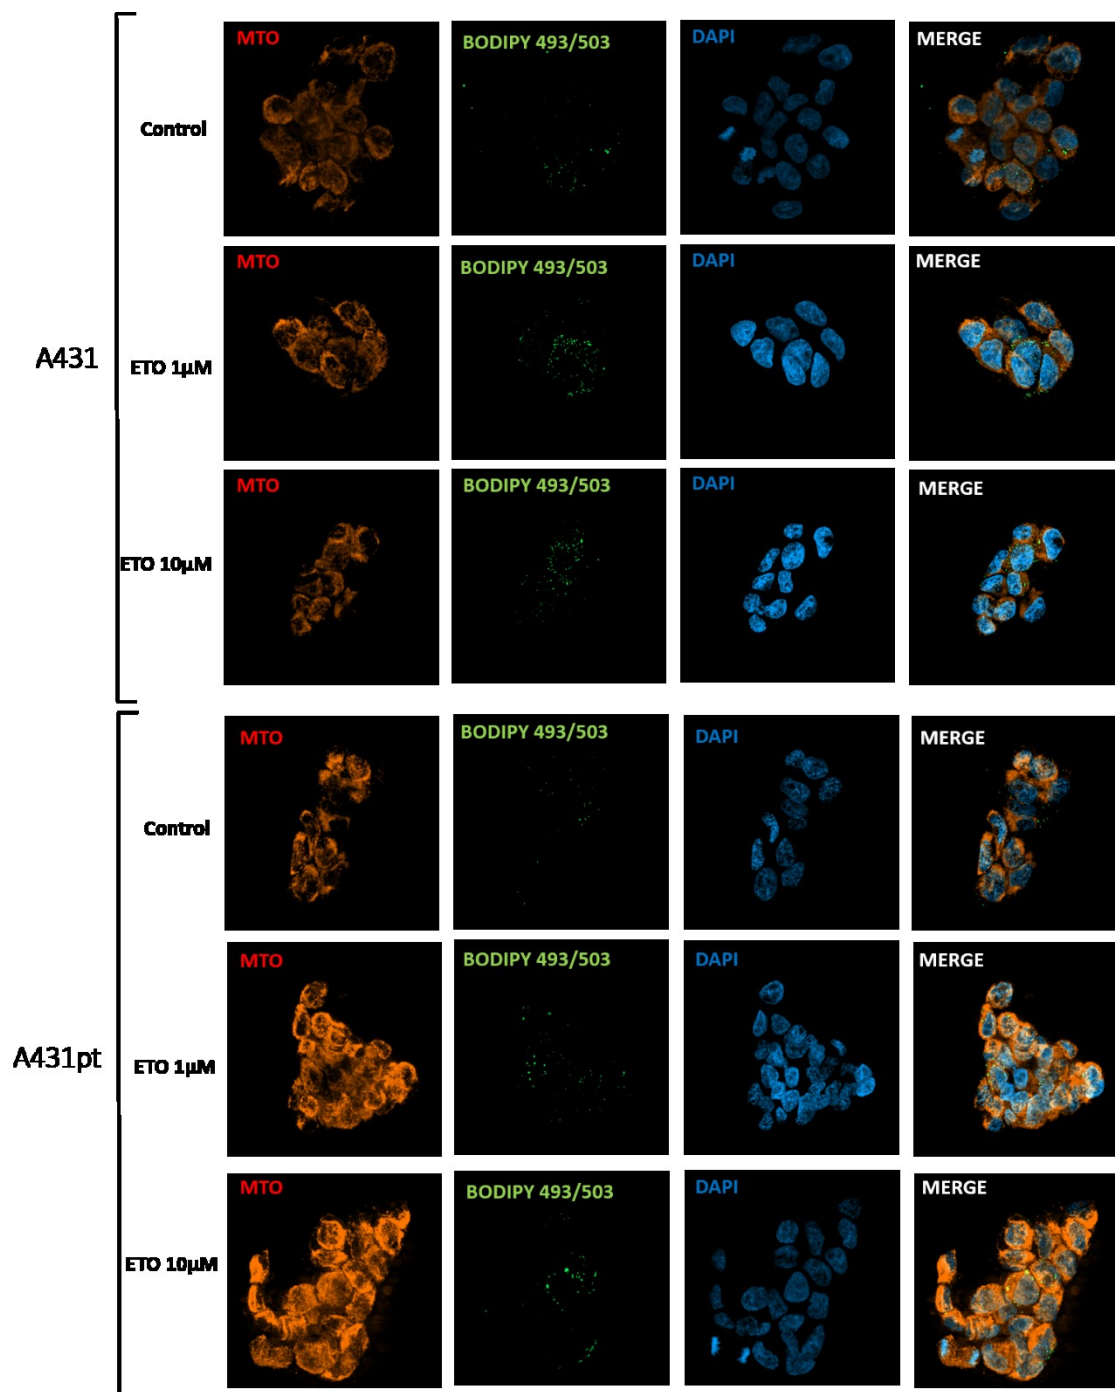 MTO BODIPY 493/503 DAPI MERGE
Control
MTO BODIPY 493/503 DAPI MERGE
A431
ETO 1µM
MTO BODIPY 493/503 DAPI MERGE
ETO 10µM
MTO BODIPY 493/503 DAPI MERGE
Control
MTO BODIPY 493/503 DAPI MERGE
A431pt
ETO 1µM
MTO BODIPY 493/503 DAPI MERGE
ETO 10µM